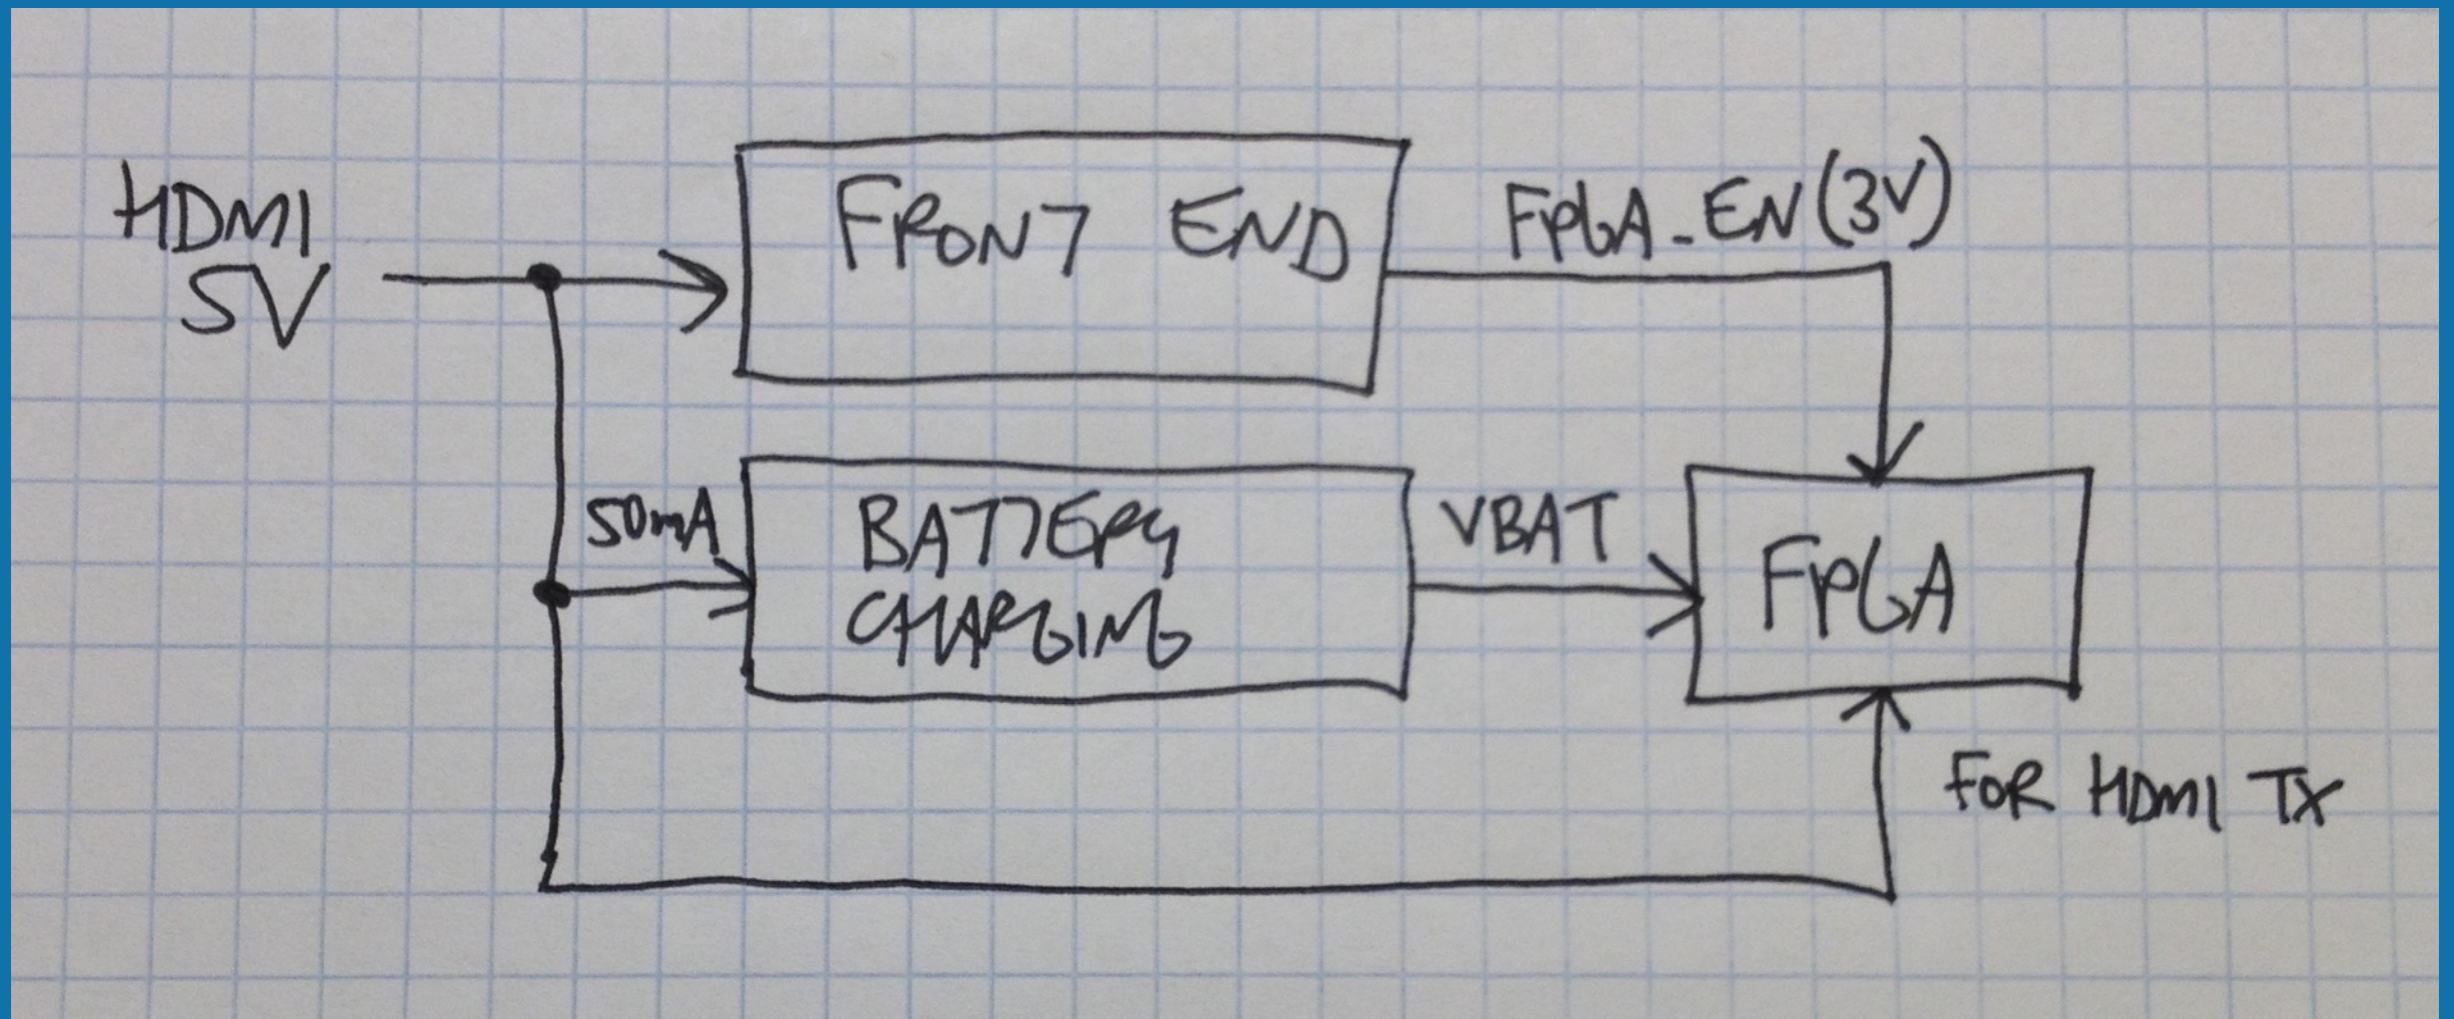 HDMI
5V
FRONT END
FPGA_EN(3V)
50mA
BATTERY
CHARGING
VBAT
FPGA
FOR HDMI TX